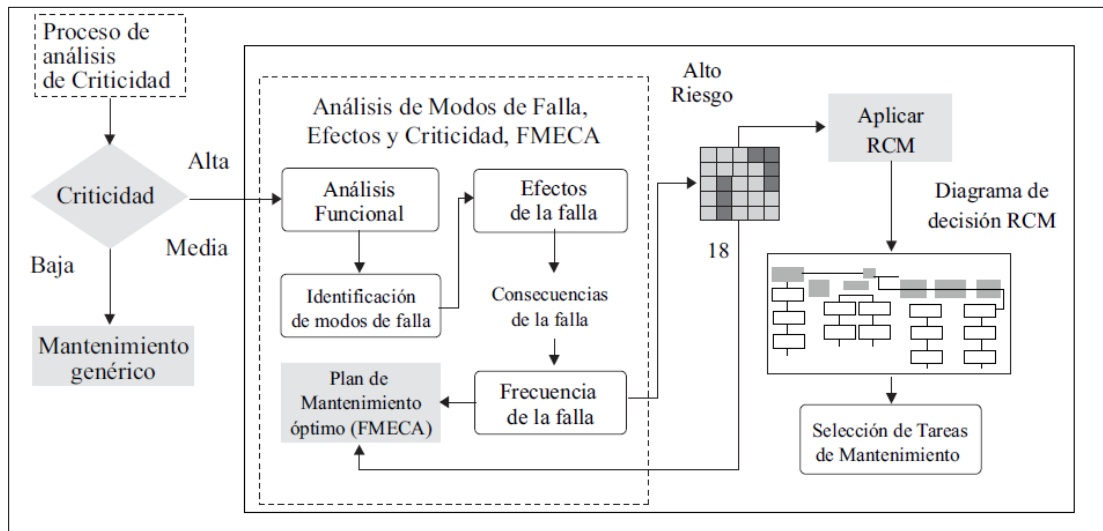 Proceso de
análisis
de Criticidad
Criticidad
Alta
Media
Baja
Mantenimiento
genérico
Análisis de Modos de Falla,
Efectos y Criticidad, FMECA
Análisis
Funcional
Identificación
de modos de falla
Efectos
de la falla
Consecuencias
de la falla
Frecuencia
de la falla
Plan de
Mantenimiento
óptimo (FMECA)
Alto
Riesgo
18
Aplicar
RCM
Diagrama de
decisión RCM
Selección de Tareas
de Mantenimiento